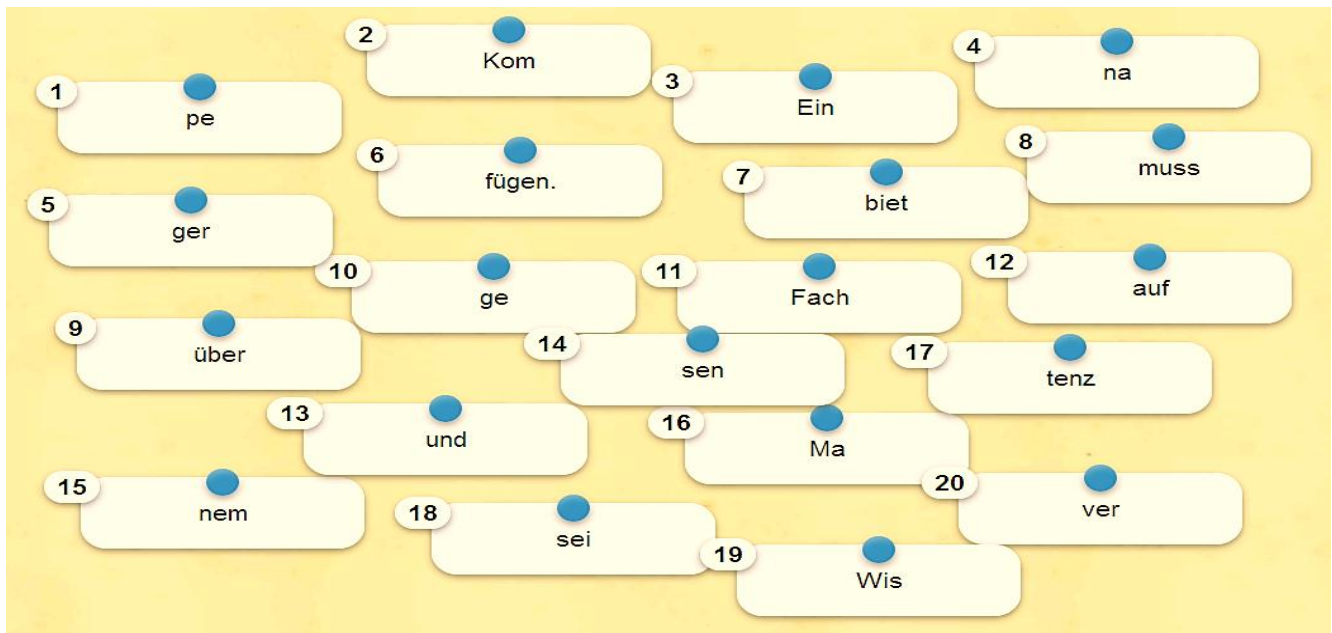 1 pe
2 Kom
3 Ein
4 na
5 ger
6 fügen.
7 biet
8 muss
9 über
10 ge
11 Fach
12 auf
13 und
14 sen
15 nem
16 Ma
17 tenz
18 sei
19 Wis
20 ver